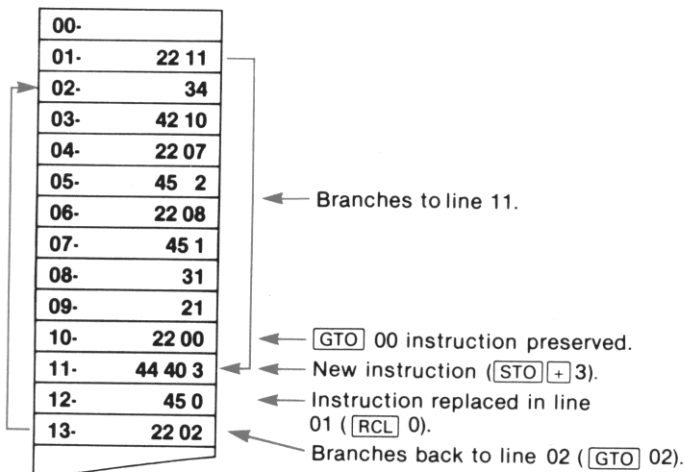 00-
01- 22 11
02- 34
03- 42 10
04- 22 07
05- 45 2
06- 22 08
07- 45 1
08- 31
09- 21
10- 22 00
11- 44 40 3
12- 45 0
13- 22 02
Branches to line 11.
GTO 00 instruction preserved.
New instruction (STO + 3).
Instruction replaced in line
01 (RCL 0).
Branches back to line 02 (GTO 02).